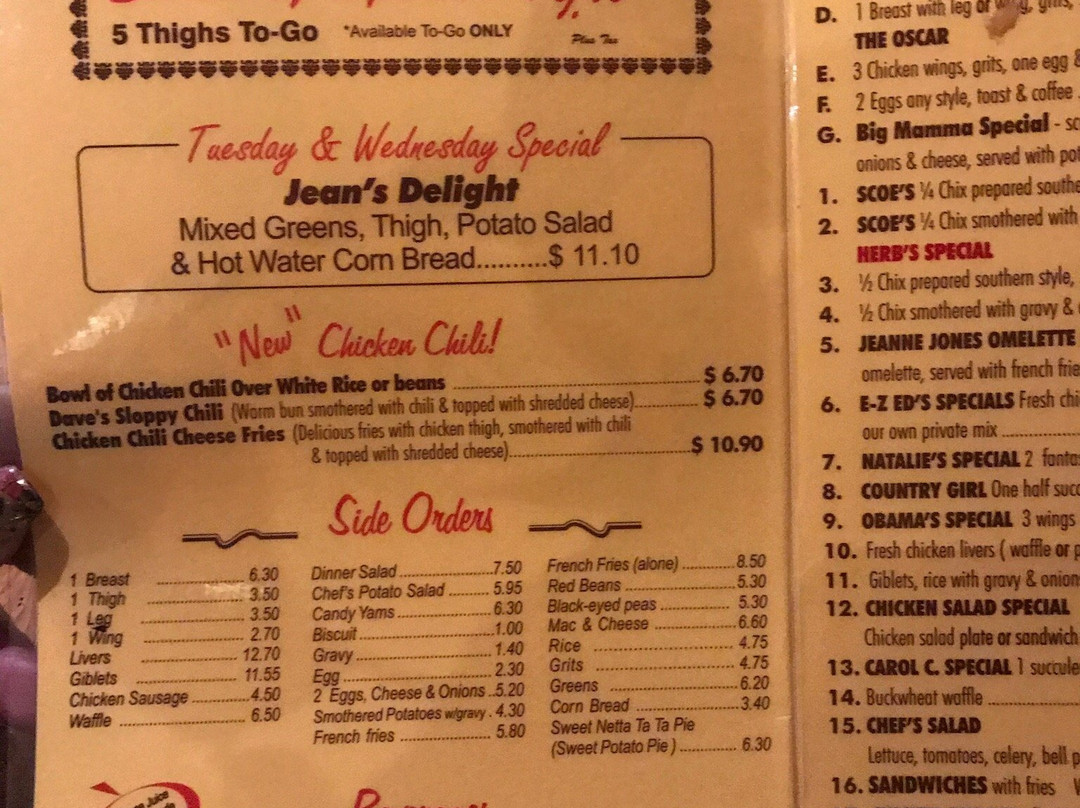 5 Thighs To-Go *Available To-Go ONLY Plus Tax
Tuesday & Wednesday Special
Jean's Delight
Mixed Greens, Thigh, Potato Salad
& Hot Water Corn Bread..........$ 11.10
"New" Chicken Chili!
Bowl of Chicken Chili Over White Rice or beans $ 6.70
Dave's Sloppy Chili (Warm bun smothered with chili & topped with shredded cheese) $ 6.70
Chicken Chili Cheese Fries (Delicious fries with chicken thigh, smothered with chili
& topped with shredded cheese) $ 10.90
Side Orders
1 Breast 6.30
1 Thigh 3.50
1 Leg 3.50
1 Wing 2.70
Livers 12.70
Giblets 11.55
Chicken Sausage 4.50
Waffle 6.50
Dinner Salad 7.50
Chef's Potato Salad 5.95
Candy Yams 6.30
Biscuit 1.00
Gravy 1.40
Egg 2.30
2 Eggs, Cheese & Onions 5.20
Smothered Potatoes w/gravy 4.30
French fries 5.80
French Fries (alone) 8.50
Red Beans 5.30
Black-eyed peas 5.30
Mac & Cheese 6.60
Rice 4.75
Grits 4.75
Greens 6.20
Corn Bread 3.40
Sweet Netta Ta Ta Pie
(Sweet Potato Pie) 6.30
Juice
D. 1 Breast with leg or grits,
THE OSCAR
E. 3 Chicken wings, grits, one egg &
F. 2 Eggs any style, toast & coffee
G. Big Mamma Special - sc
onions & cheese, served with pot
1. SCOE'S ¼ Chix prepared southe
2. SCOE'S ¼ Chix smothered with
HERB'S SPECIAL
3. ½ Chix prepared southern style,
4. ½ Chix smothered with gravy &
5. JEANNE JONES OMELETTE
omelette, served with french frie
6. E-Z ED'S SPECIALS Fresh chi
our own private mix
7. NATALIE'S SPECIAL 2 fanta
8. COUNTRY GIRL One half succ
9. OBAMA'S SPECIAL 3 wings
10. Fresh chicken livers ( waffle or p
11. Giblets, rice with gravy & onion
12. CHICKEN SALAD SPECIAL
Chicken salad plate or sandwich
13. CAROL C. SPECIAL 1 succule
14. Buckwheat waffle
15. CHEF'S SALAD
Lettuce, tomatoes, celery, bell p
16. SANDWICHES with fries